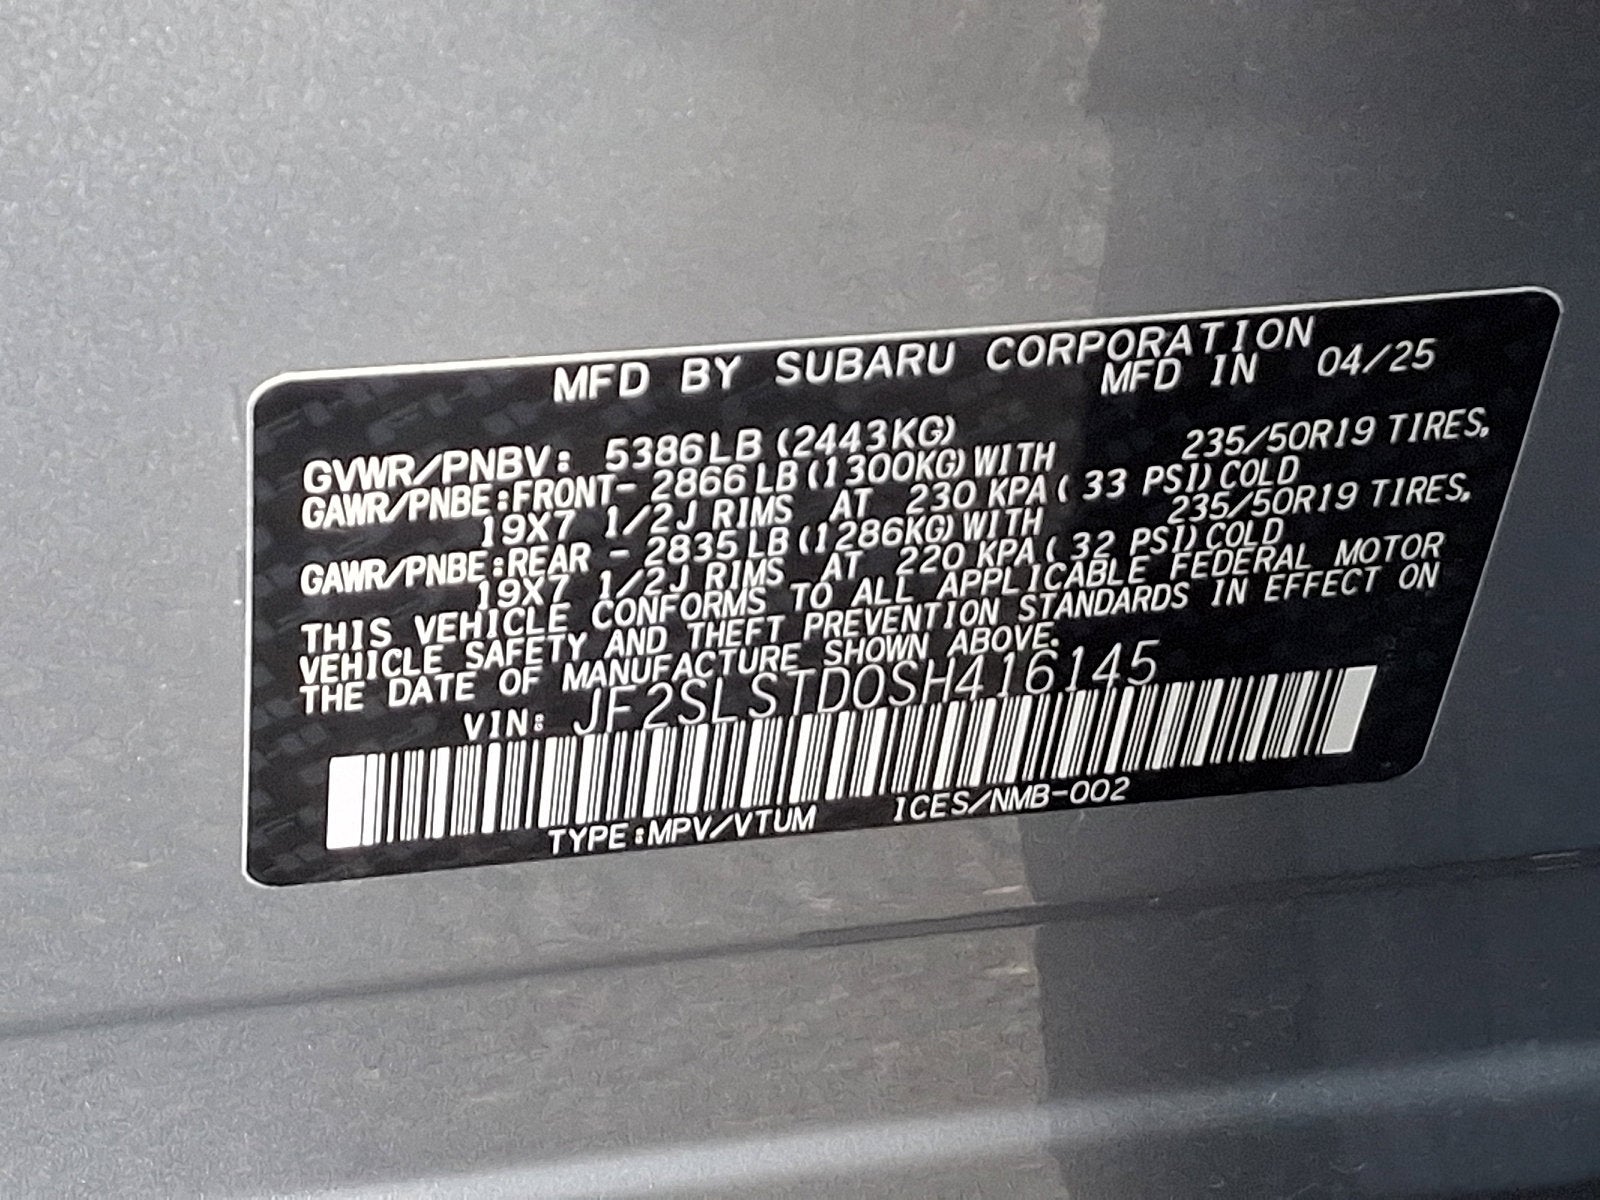 MFD BY SUBARU CORPORATION
MFD IN 04/25
GVWR/PNBV: 5386LB (2443KG)
GAWR/PNBE:FRONT- 2866LB(1300KG)WITH 235/50R19 TIRES,
19X7 1/2J RIMS AT 230 KPA( 33 PSI)COLD
GAWR/PNBE:REAR - 2835LB(1286KG)WITH 235/50R19 TIRES,
19X7 1/2J RIMS AT 220 KPA( 32 PSI)COLD
THIS VEHICLE CONFORMS TO ALL APPLICABLE FEDERAL MOTOR
VEHICLE SAFETY AND THEFT PREVENTION STANDARDS IN EFFECT ON
THE DATE OF MANUFACTURE SHOWN ABOVE.
VIN: JF2SLSTD0SH416145
TYPE:MPV/VTUM ICES/NMB-002